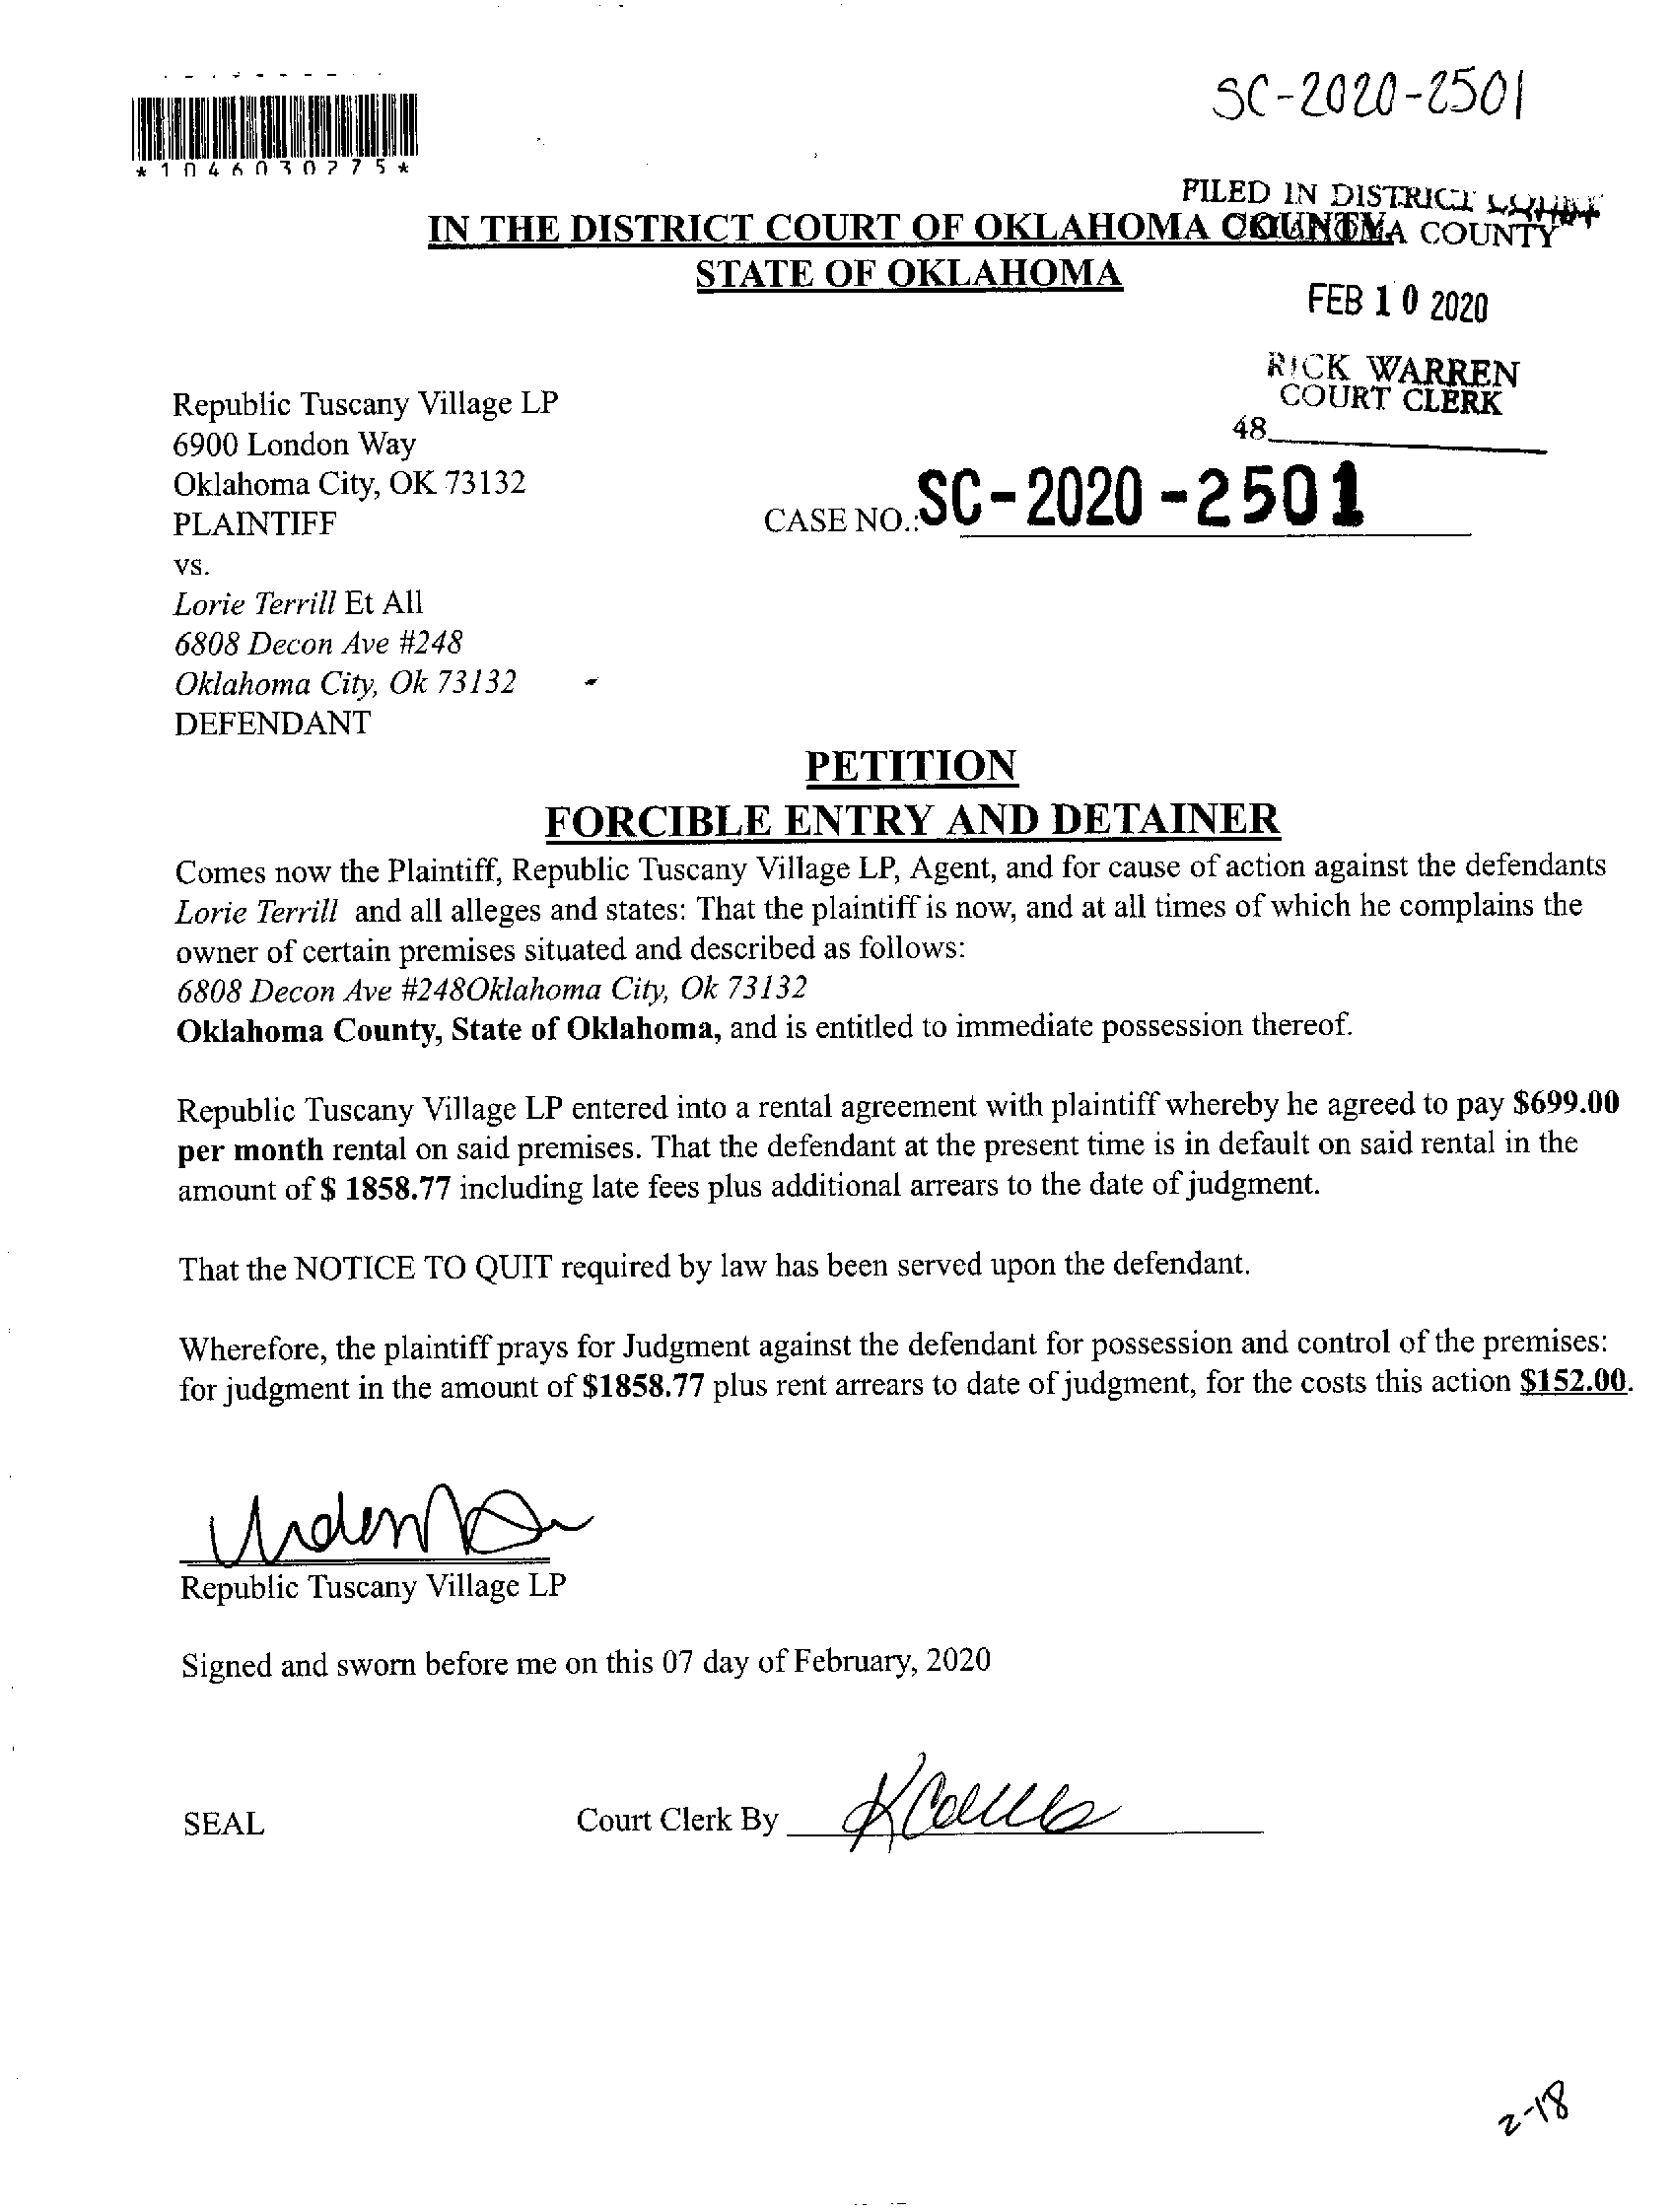 SC-2020-2501
*1046030775*
FILED IN DISTRICT COURT
IN THE DISTRICT COURT OF OKLAHOMA COUNTY
OKLAHOMA COUNTY
STATE OF OKLAHOMA
FEB 10 2020
RICK WARREN
COURT CLERK
48
Republic Tuscany Village LP
6900 London Way
Oklahoma City, OK 73132
PLAINTIFF
CASE NO.: SC-2020-2501
vs.
Lorie Terrill Et All
6808 Decon Ave #248
Oklahoma City, Ok 73132
DEFENDANT
PETITION
FORCIBLE ENTRY AND DETAINER
Comes now the Plaintiff, Republic Tuscany Village LP, Agent, and for cause of action against the defendants
Lorie Terrill and all alleges and states: That the plaintiff is now, and at all times of which he complains the
owner of certain premises situated and described as follows:
6808 Decon Ave #248Oklahoma City, Ok 73132
Oklahoma County, State of Oklahoma, and is entitled to immediate possession thereof.
Republic Tuscany Village LP entered into a rental agreement with plaintiff whereby he agreed to pay $699.00
per month rental on said premises. That the defendant at the present time is in default on said rental in the
amount of $ 1858.77 including late fees plus additional arrears to the date of judgment.
That the NOTICE TO QUIT required by law has been served upon the defendant.
Wherefore, the plaintiff prays for Judgment against the defendant for possession and control of the premises:
for judgment in the amount of $1858.77 plus rent arrears to date of judgment, for the costs this action $152.00.
Republic Tuscany Village LP
Signed and sworn before me on this 07 day of February, 2020
SEAL
Court Clerk By
2-18